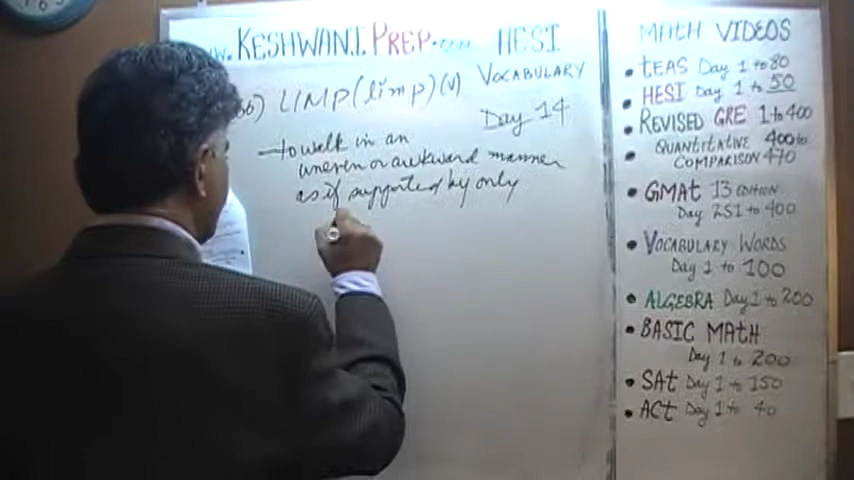 KESHWANI PREP.com HESI
VOCABULARY
Day 14
LIMP (limp) (v)
to walk in an
uneven or awkward manner
as if supported by only
MATH VIDEOS
• TEAS Day 1 to 80
• HESI Day 1 to 50
• REVISED GRE 1 to 400
• QUANTITATIVE 400 to
COMPARISON 470
• GMAT 13 EDITION
Day 251 to 400
• VOCABULARY WORDS
Day 1 to 100
• ALGEBRA Day 1 to 200
• BASIC MATH
Day 1 to 200
• SAT Day 1 to 150
• ACT Day 1 to 40